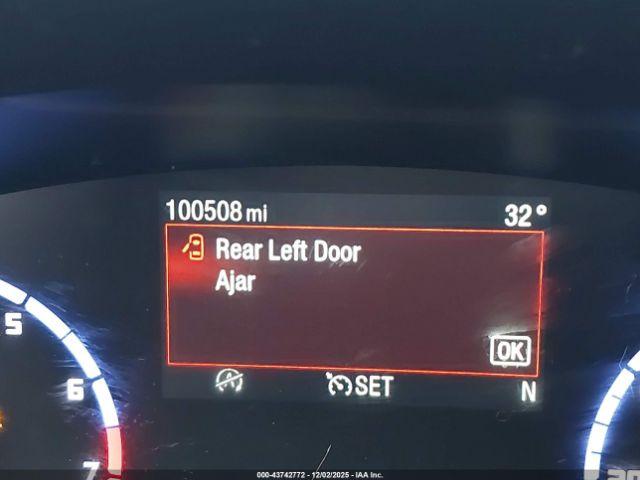 100508 mi 32°
Rear Left Door
Ajar
OK
5
6
SET N
7
000-43742772 - 12/02/2025 - IAA Inc.